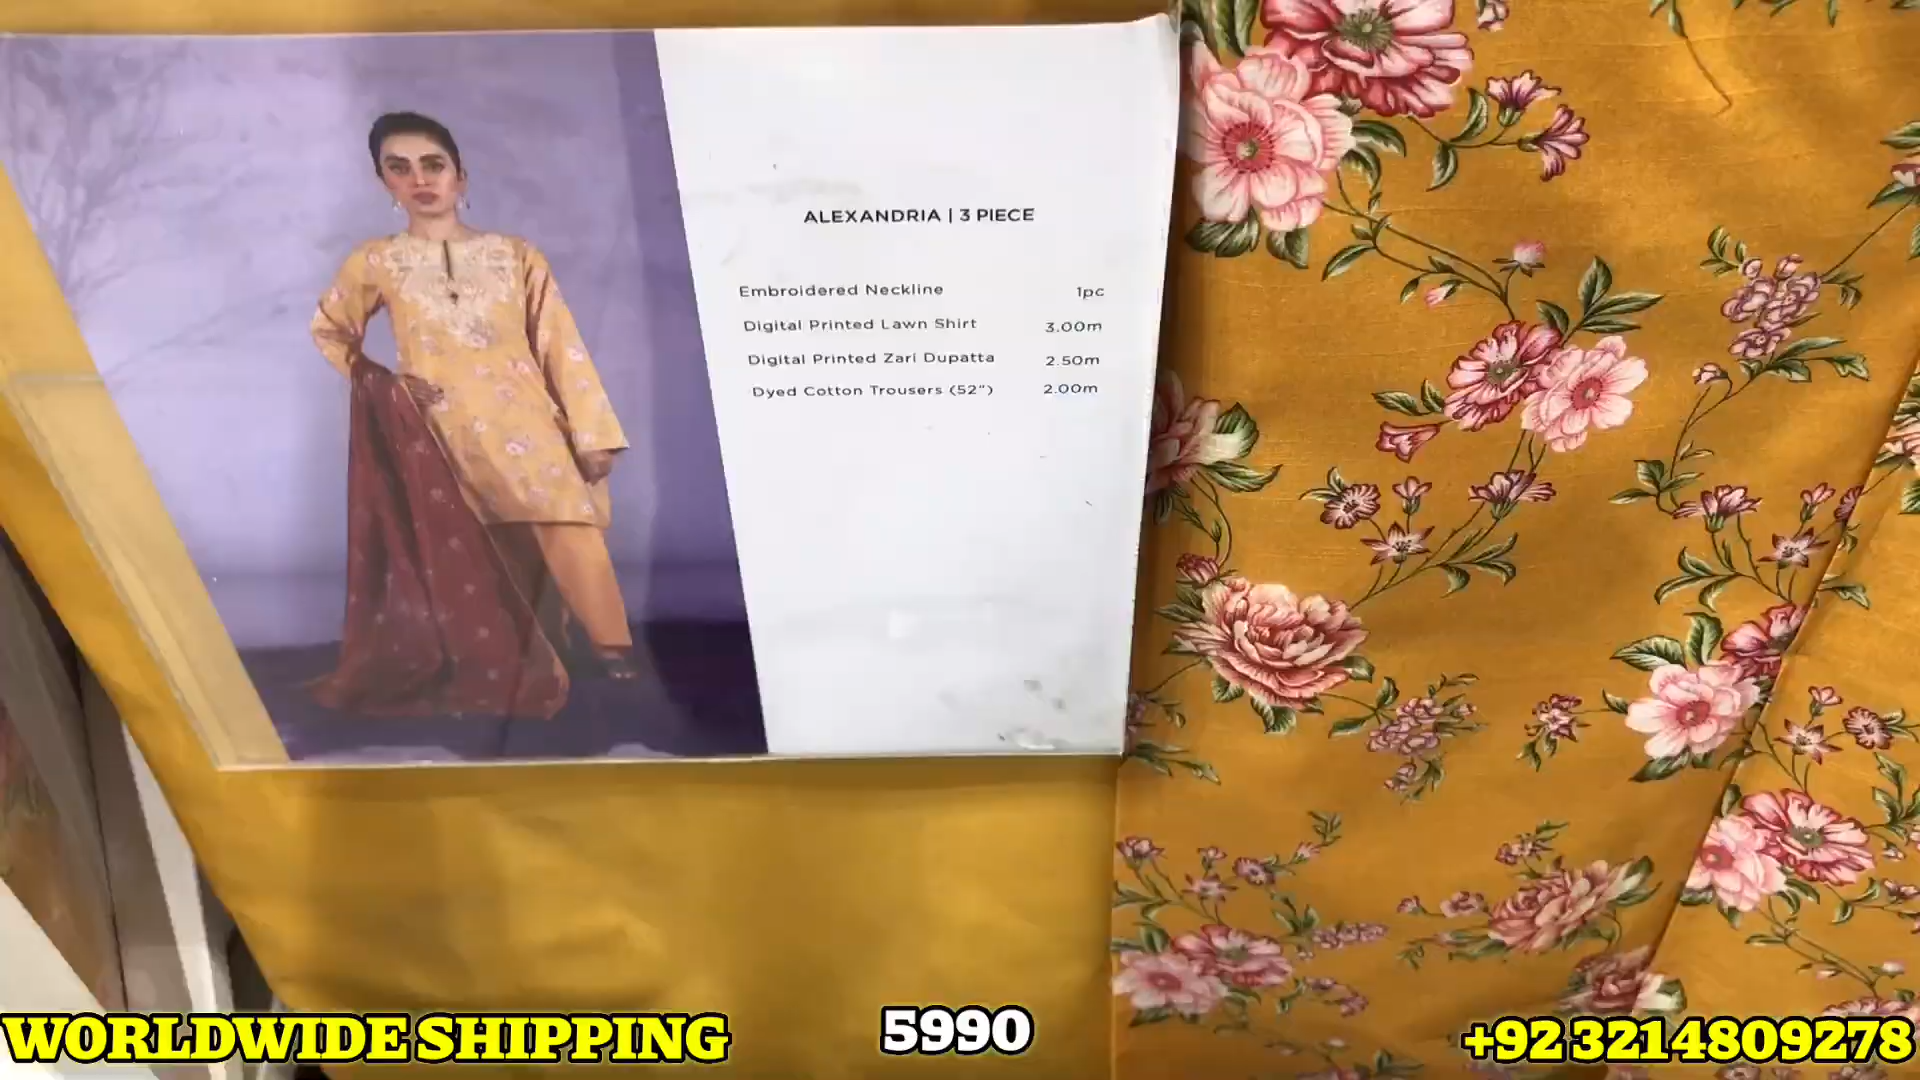 ALEXANDRIA | 3 PIECE
Embroidered Neckline 1pc
Digital Printed Lawn Shirt 3.00m
Digital Printed Zari Dupatta 2.50m
Dyed Cotton Trousers (52") 2.00m
WORLDWIDE SHIPPING 5990 +92 3214809278